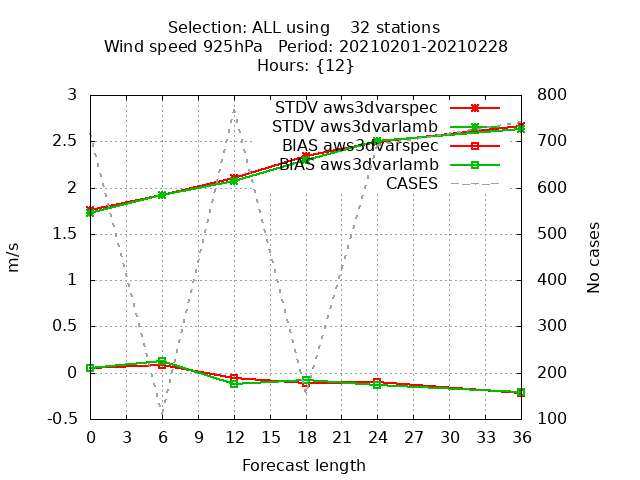 Selection: ALL using 32 stations
Wind speed 925hPa Period: 20210201-20210228
Hours: {12}
STDV aws3dvarspec
STDV aws3dvarlamb
BIAS aws3dvarspec
BIAS aws3dvarlamb
CASES
3
2.5
2
1.5
1
0.5
0
-0.5
m/s
800
700
600
500
400
300
200
100
No cases
0 3 6 9 12 15 18 21 24 27 30 33 36
Forecast length